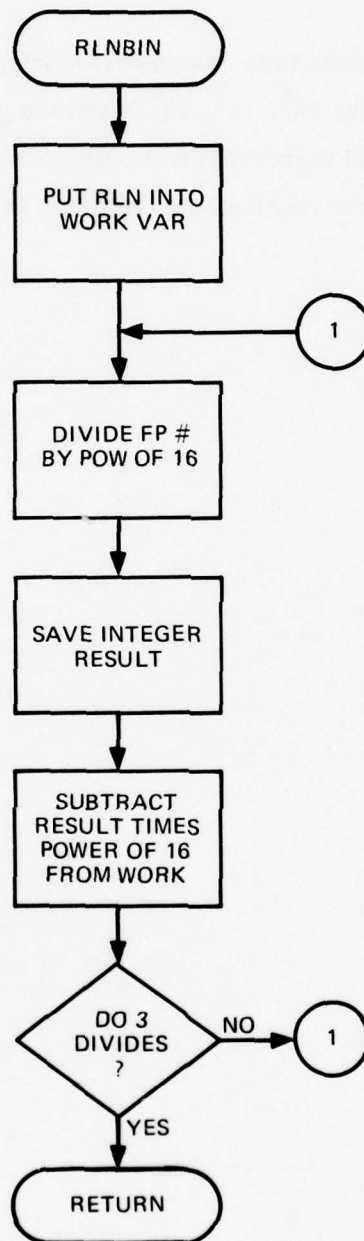 RLNBIN
PUT RLN INTO
WORK VAR
1
DIVIDE FP #
BY POW OF 16
SAVE INTEGER
RESULT
SUBTRACT
RESULT TIMES
POWER OF 16
FROM WORK
DO 3
DIVIDES
?
NO
1
YES
RETURN